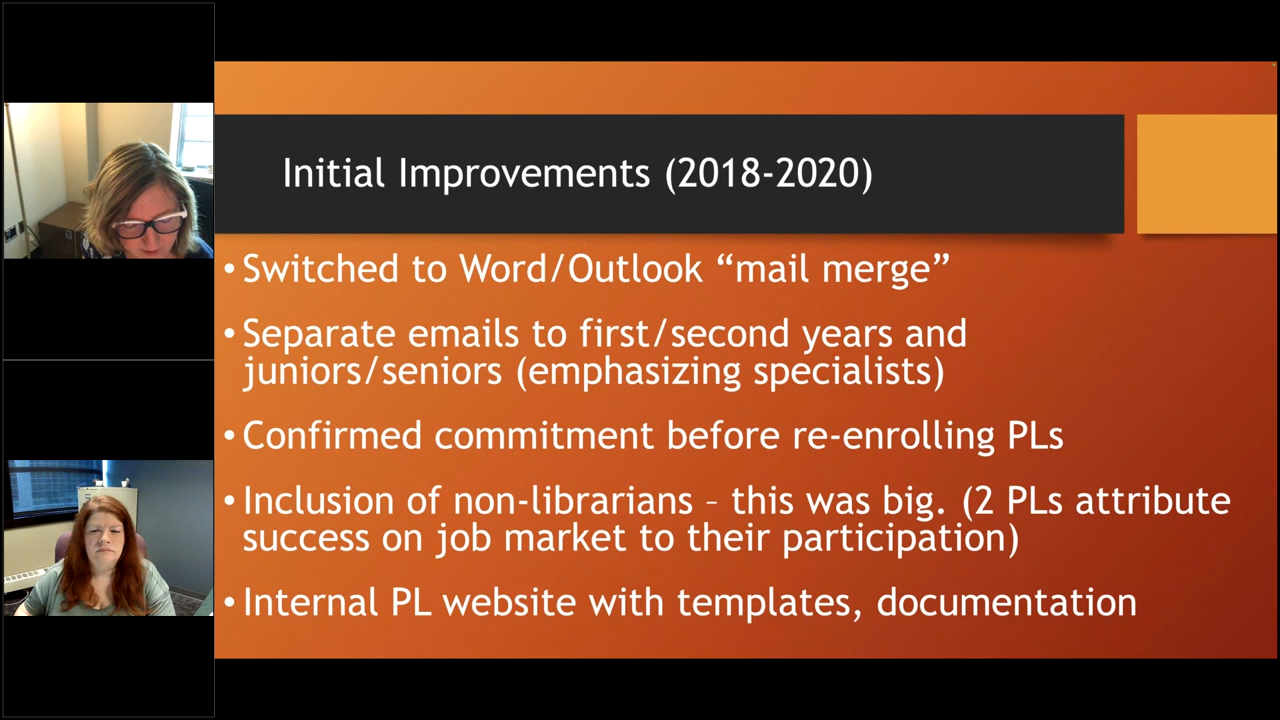 Initial Improvements (2018-2020)
• Switched to Word/Outlook “mail merge”
• Separate emails to first/second years and
juniors/seniors (emphasizing specialists)
• Confirmed commitment before re-enrolling PLs
• Inclusion of non-librarians – this was big. (2 PLs attribute
success on job market to their participation)
• Internal PL website with templates, documentation